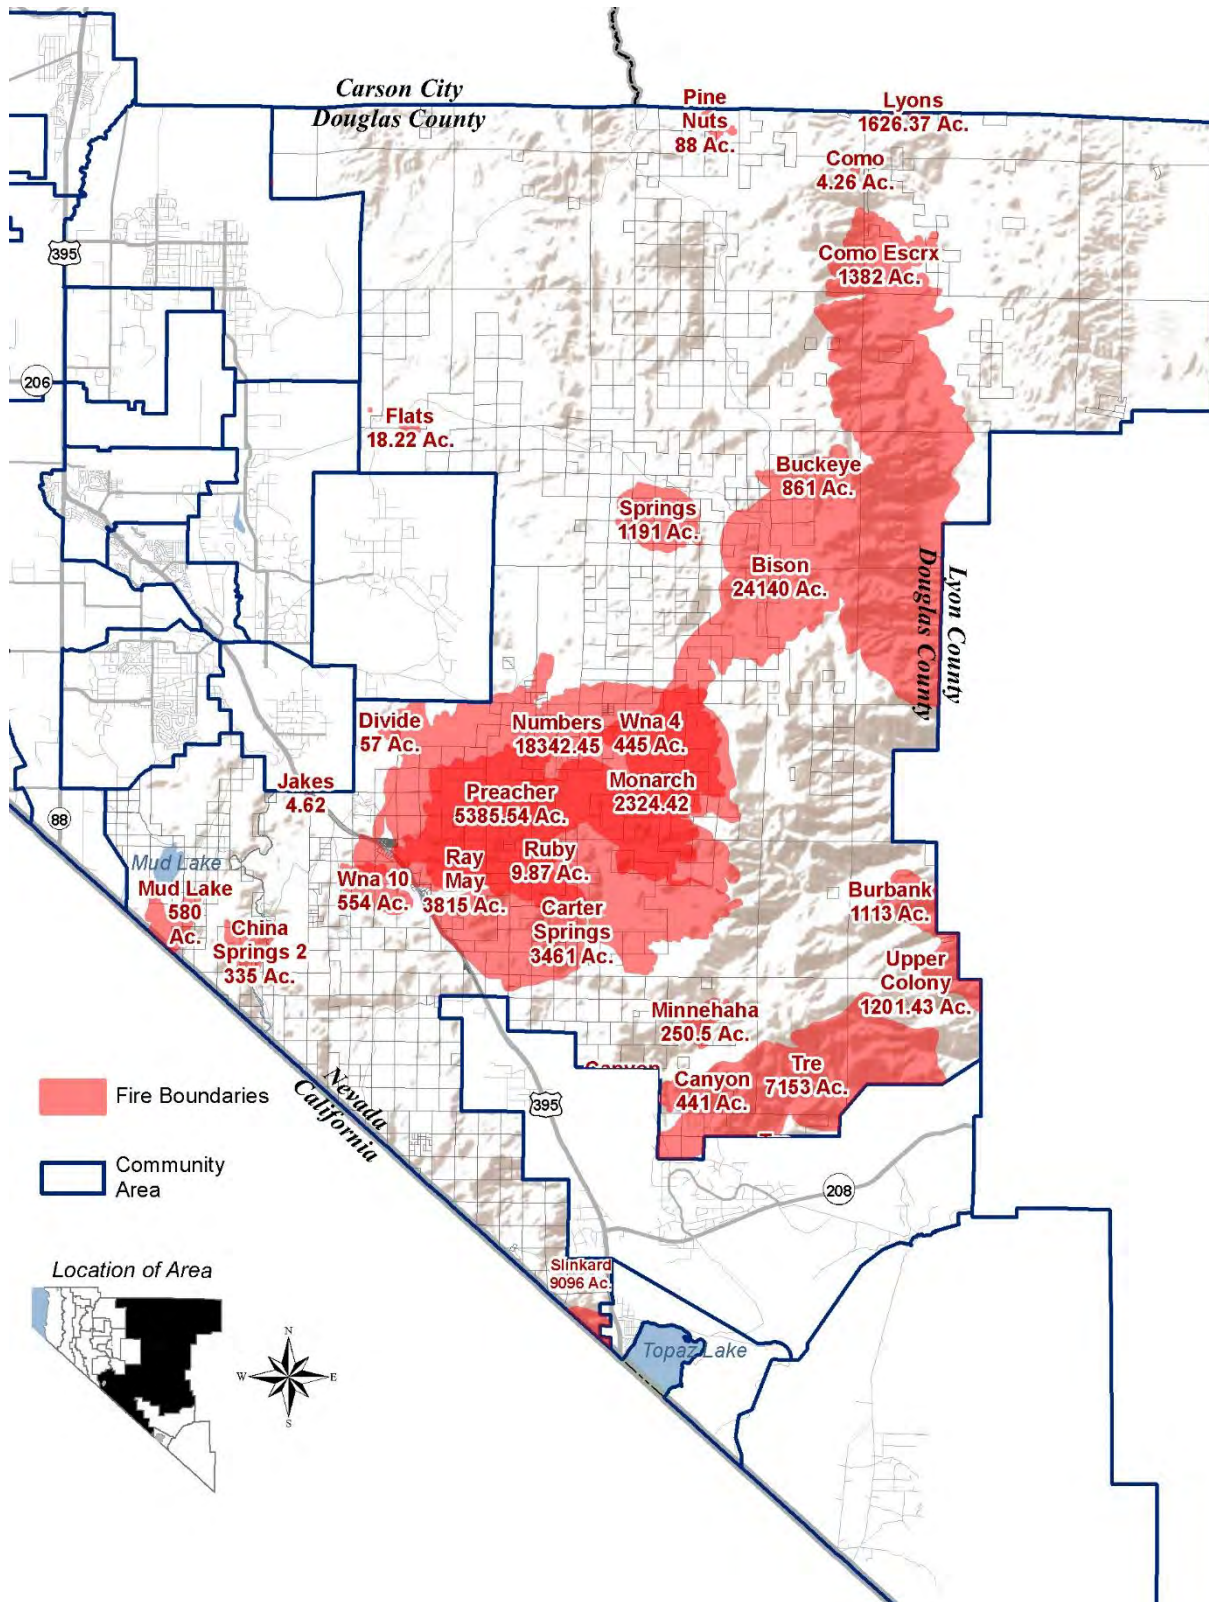 Carson City
Douglas County
Pine
Nuts
88 Ac.
Lyons
1626.37 Ac.
Como
4.26 Ac.
395
Como Escrx
1382 Ac.
206
Flats
18.22 Ac.
Buckeye
861 Ac.
Springs
1191 Ac.
Bison
24140 Ac.
Lyon County
Douglas County
Divide
57 Ac.
Numbers
18342.45
Wna 4
445 Ac.
Jakes
4.62
Preacher
5385.54 Ac.
Monarch
2324.42
88
Mud Lake
Mud Lake
580
Ac.
Wna 10
554 Ac.
Ray
May
3815 Ac.
Ruby
9.87 Ac.
Burbank
1113 Ac.
China
Springs 2
335 Ac.
Carter
Springs
3461 Ac.
Upper
Colony
1201.43 Ac.
Minnehaha
250.5 Ac.
Canyon
441 Ac.
Tre
7153 Ac.
Fire Boundaries
Nevada
California
395
Community
Area
208
Slinkard
9096 Ac.
Location of Area
Topaz Lake
N
W
E
S